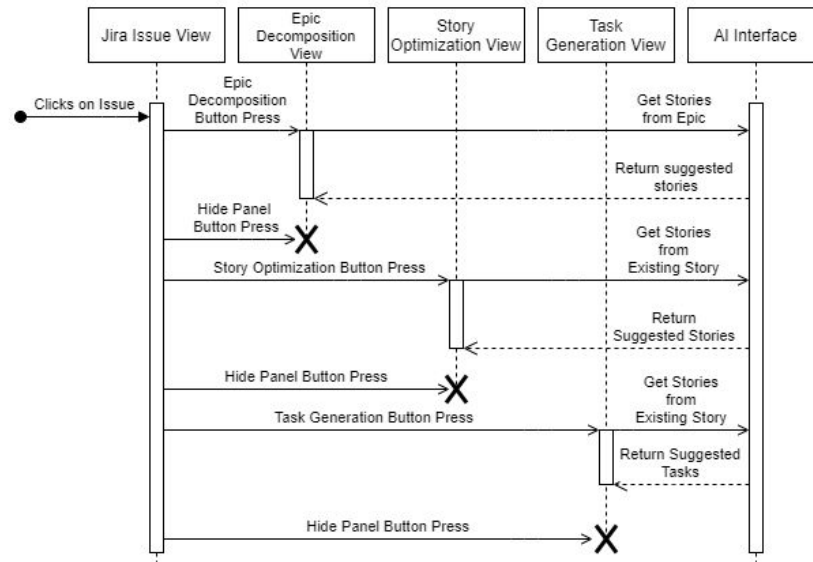 Jira Issue View
Epic
Decomposition
View
Story
Optimization View
Task
Generation View
AI Interface
Clicks on Issue
Epic
Decomposition
Button Press
Get Stories
from Epic
Return suggested
stories
Hide Panel
Button Press
Get Stories
from
Existing Story
Story Optimization Button Press
Return
Suggested Stories
Hide Panel Button Press
Get Stories
from
Existing Story
Task Generation Button Press
Return Suggested
Tasks
Hide Panel Button Press